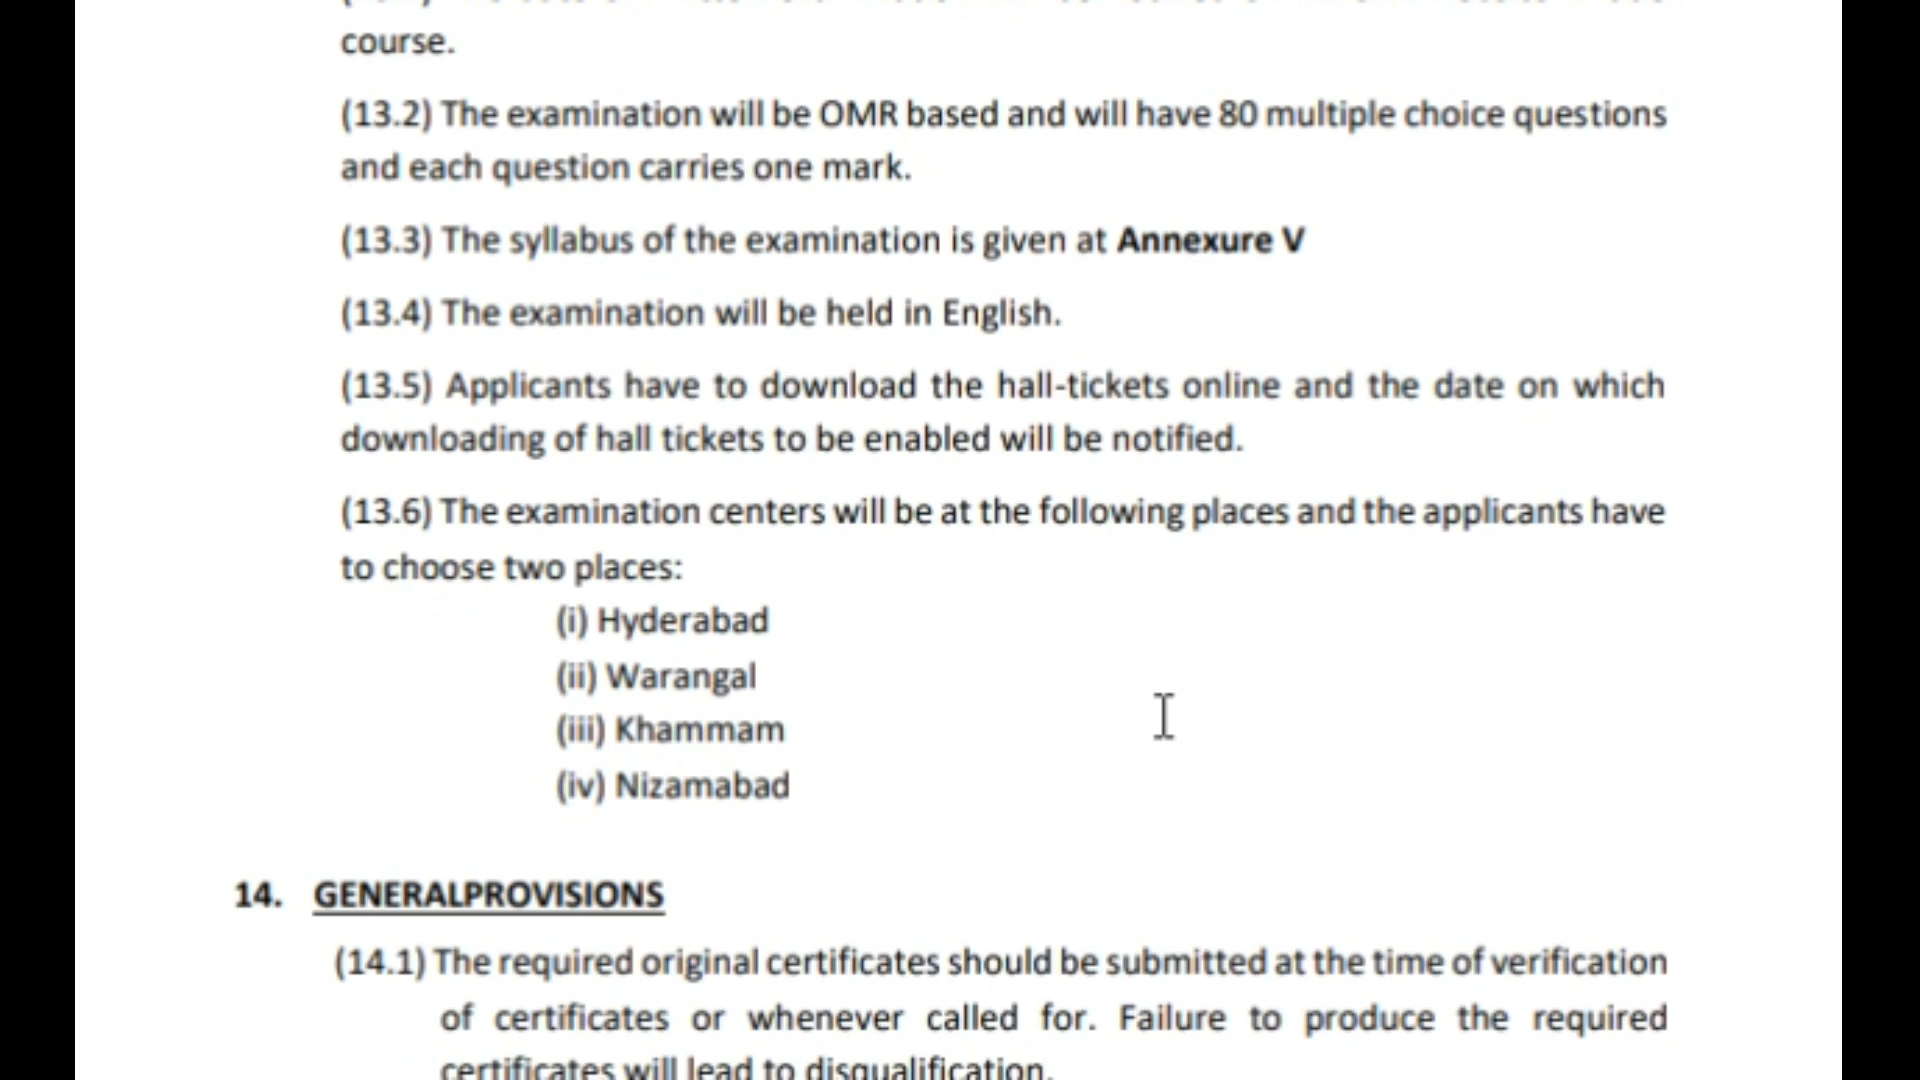 course.
(13.2) The examination will be OMR based and will have 80 multiple choice questions
and each question carries one mark.
(13.3) The syllabus of the examination is given at Annexure V
(13.4) The examination will be held in English.
(13.5) Applicants have to download the hall-tickets online and the date on which
downloading of hall tickets to be enabled will be notified.
(13.6) The examination centers will be at the following places and the applicants have
to choose two places:
(i) Hyderabad
(ii) Warangal
(iii) Khammam
(iv) Nizamabad
14. GENERALPROVISIONS
(14.1) The required original certificates should be submitted at the time of verification
of certificates or whenever called for. Failure to produce the required
certificates will lead to disqualification.